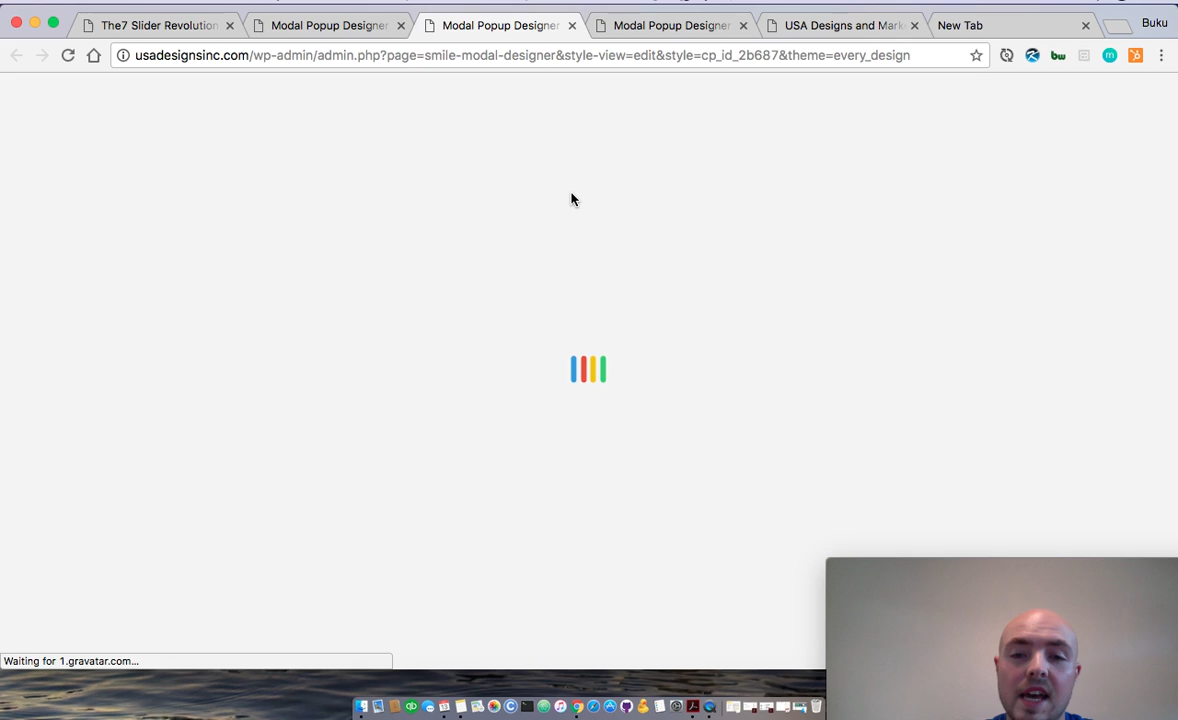 The7 Slider Revolution
Modal Popup Designer
Modal Popup Designer
Modal Popup Designer
USA Designs and Mark
New Tab
Buku
usadesignsinc.com/wp-admin/admin.php?page=smile-modal-designer&style-view=edit&style=cp_id_2b687&theme=every_design
bw
m
Waiting for 1.gravatar.com...